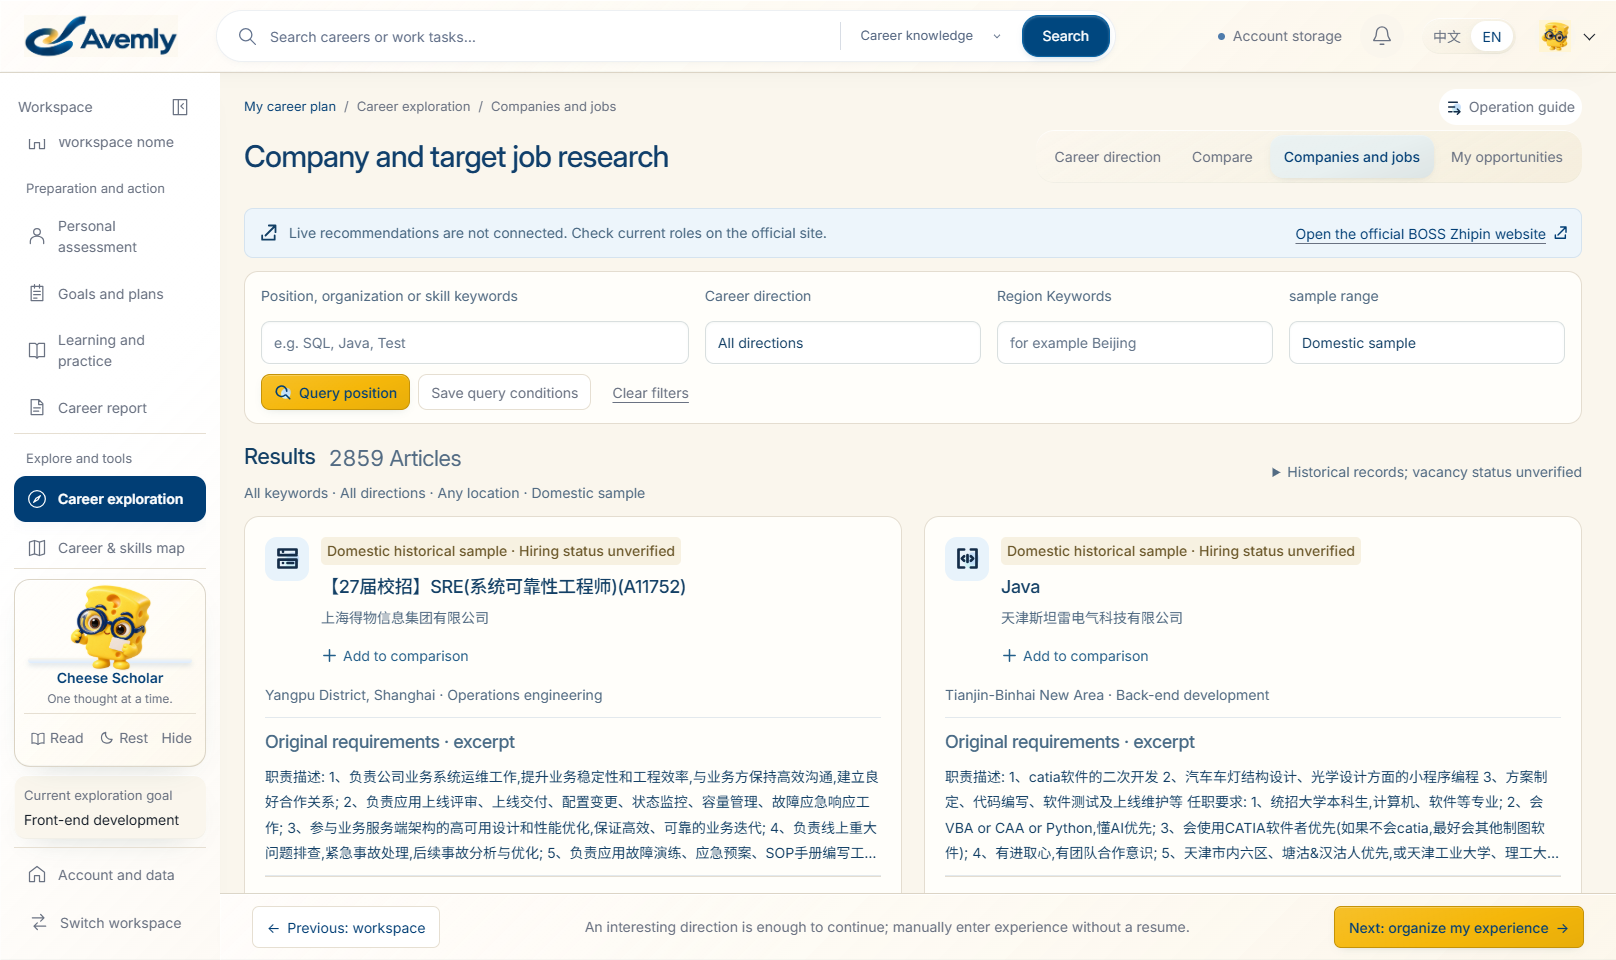 Avemly
Search careers or work tasks...
Career knowledge
Search
Account storage
中文
EN
Workspace
Workspace home
Preparation and action
Personal
assessment
Goals and plans
Learning and
practice
Career report
Explore and tools
Career exploration
Career & skills map
Cheese Scholar
One thought at a time.
Read
Rest
Hide
Current exploration goal
Front-end development
Account and data
Switch workspace
My career plan / Career exploration / Companies and jobs
Operation guide
Company and target job research
Career direction
Compare
Companies and jobs
My opportunities
Live recommendations are not connected. Check current roles on the official site.
Open the official BOSS Zhipin website
Position, organization or skill keywords
Career direction
Region Keywords
sample range
e.g. SQL, Java, Test
All directions
for example Beijing
Domestic sample
Query position
Save query conditions
Clear filters
Results 2859 Articles
Historical records; vacancy status unverified
All keywords · All directions · Any location · Domestic sample
Domestic historical sample · Hiring status unverified
【27届校招】SRE(系统可靠性工程师)(A11752)
上海得物信息集团有限公司
Add to comparison
Yangpu District, Shanghai · Operations engineering
Original requirements · excerpt
职责描述: 1、负责公司业务系统运维工作,提升业务稳定性和工程效率,与业务方保持高效沟通,建立良
好合作关系; 2、负责应用上线评审、上线交付、配置变更、状态监控、容量管理、故障应急响应工
作; 3、参与业务服务端架构的高可用设计和性能优化,保证高效、可靠的业务迭代; 4、负责线上重大
问题排查,紧急事故处理,后续事故分析与优化; 5、负责应用故障演练、应急预案、SOP手册编写工...
Domestic historical sample · Hiring status unverified
Java
天津斯坦雷电气科技有限公司
Add to comparison
Tianjin-Binhai New Area · Back-end development
Original requirements · excerpt
职责描述: 1、catia软件的二次开发 2、汽车车灯结构设计、光学设计方面的小程序编程 3、方案制
定、代码编写、软件测试及上线维护等 任职要求: 1、统招大学本科生,计算机、软件等专业; 2、会
VBA or CAA or Python,懂AI优先; 3、会使用CATIA软件者优先(如果不会catia,最好会其他制图软
件); 4、有进取心,有团队合作意识; 5、天津市内六区、塘沽&汉沽人优先,或天津工业大学、理工大...
Previous: workspace
An interesting direction is enough to continue; manually enter experience without a resume.
Next: organize my experience